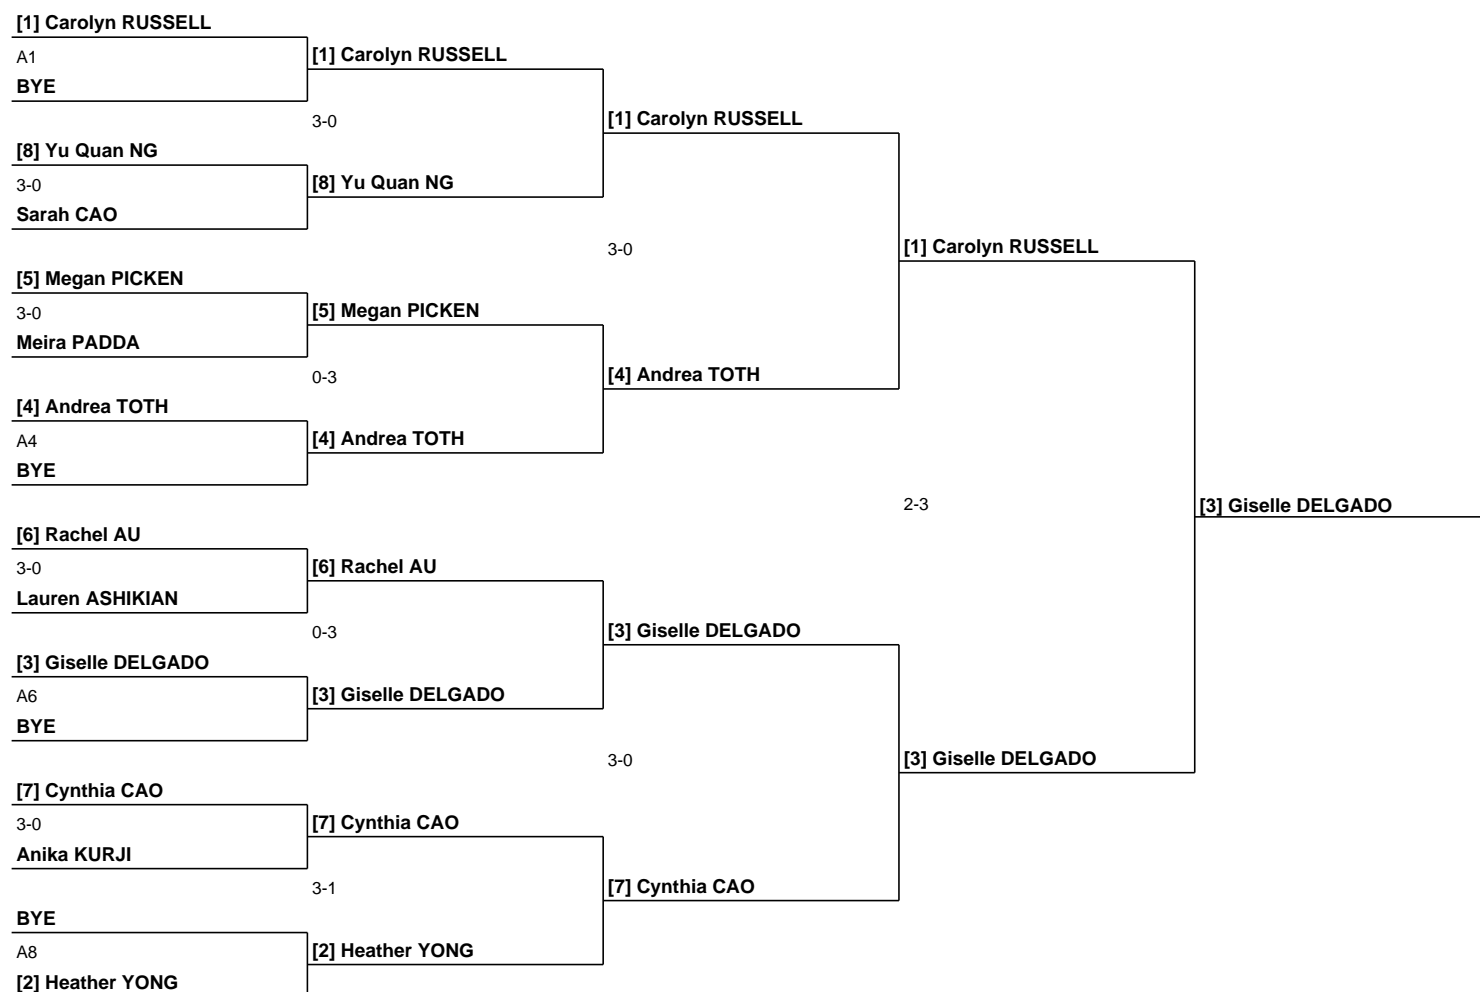 [1] Carolyn RUSSELL
A1
BYE
[8] Yu Quan NG
3-0
Sarah CAO
[5] Megan PICKEN
3-0
Meira PADDA
[4] Andrea TOTH
A4
BYE
[6] Rachel AU
3-0
Lauren ASHIKIAN
[3] Giselle DELGADO
A6
BYE
[7] Cynthia CAO
3-0
Anika KURJI
BYE
A8
[2] Heather YONG
[1] Carolyn RUSSELL
3-0
[8] Yu Quan NG
[5] Megan PICKEN
0-3
[4] Andrea TOTH
[6] Rachel AU
0-3
[3] Giselle DELGADO
[7] Cynthia CAO
3-1
[2] Heather YONG
[1] Carolyn RUSSELL
3-0
[4] Andrea TOTH
[3] Giselle DELGADO
3-0
[7] Cynthia CAO
[1] Carolyn RUSSELL
2-3
[3] Giselle DELGADO
[3] Giselle DELGADO